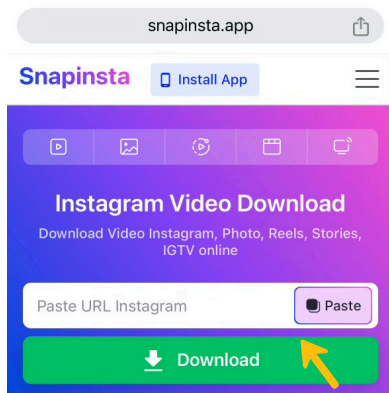 snapinsta.app
Snapinsta
Install App
Instagram Video Download
Download Video Instagram, Photo, Reels, Stories,
IGTV online
Paste URL Instagram
Paste
Download